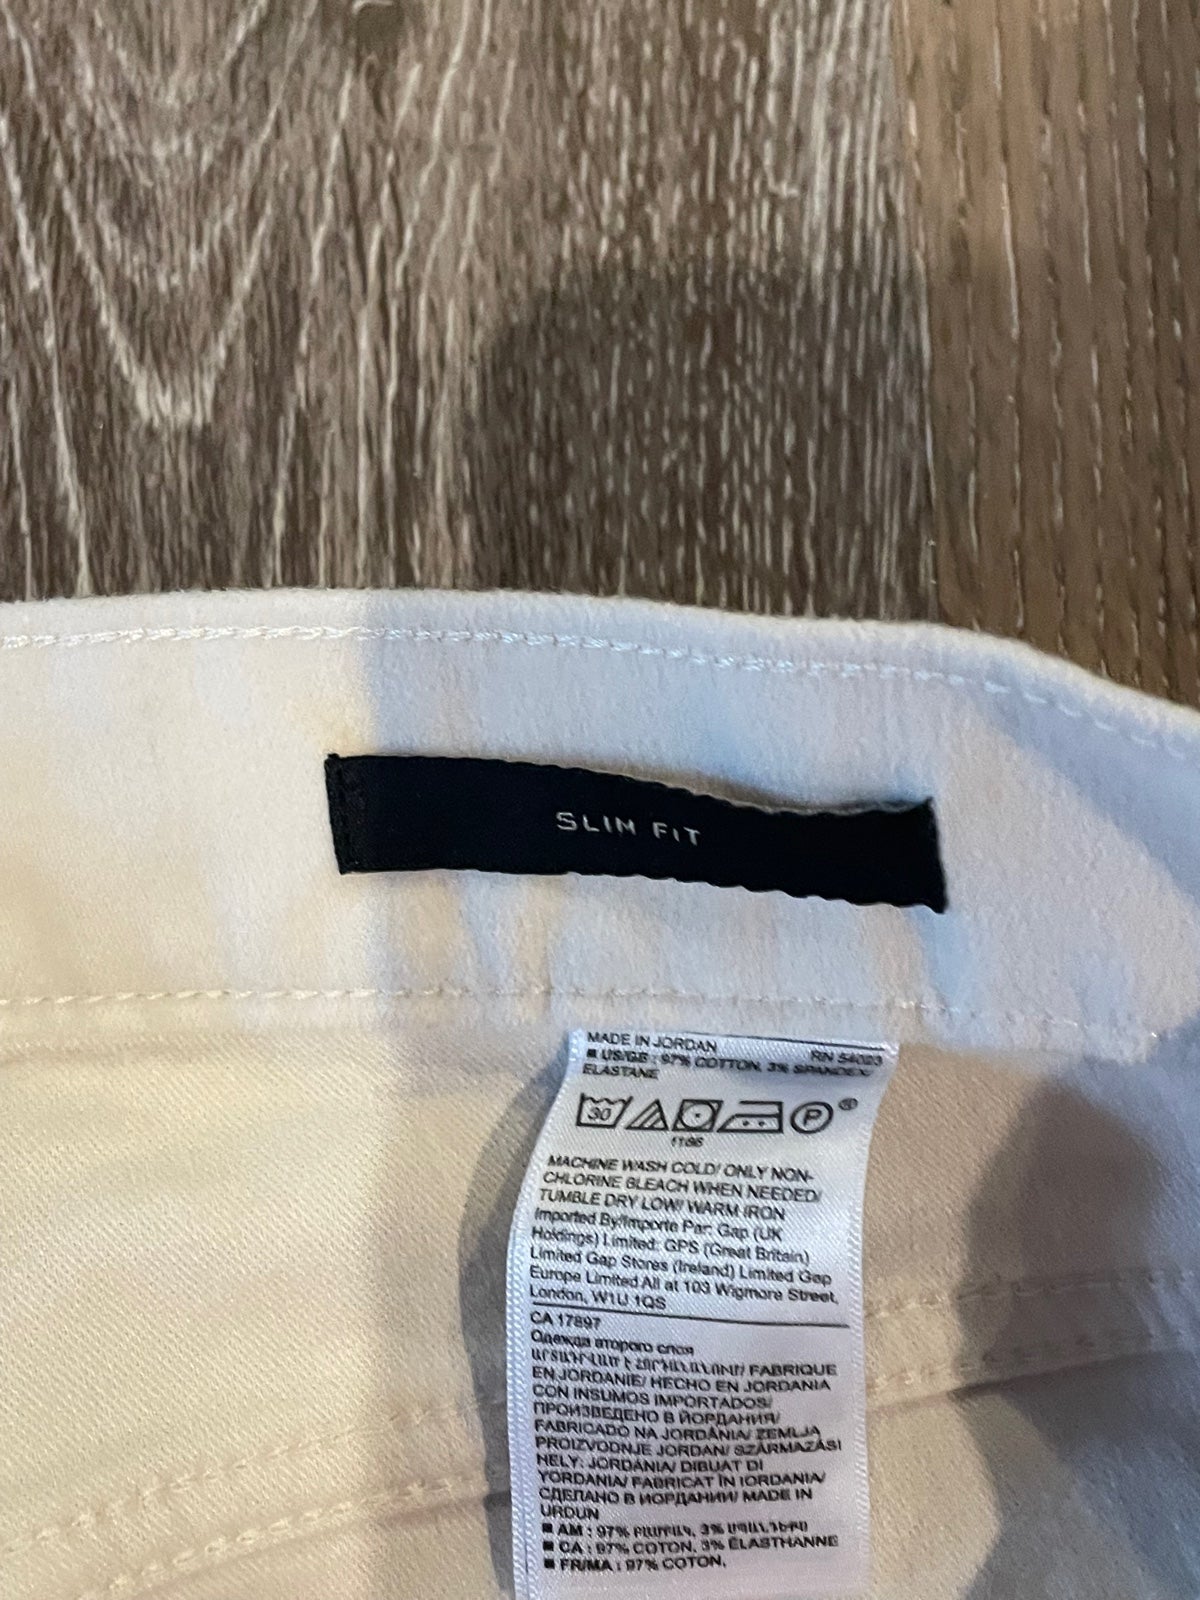 SLIM FIT
MADE IN JORDAN RN 54023
■ US/GB : 97% COTTON, 3% SPANDEX/
ELASTANE
30 P
1186
MACHINE WASH COLD/ ONLY NON-
CHLORINE BLEACH WHEN NEEDED/
TUMBLE DRY LOW/ WARM IRON
Imported By/Importe Par: Gap (UK
Holdings) Limited: GPS (Great Britain)
Limited Gap Stores (Ireland) Limited Gap
Europe Limited All at 103 Wigmore Street,
London, W1U 1QS
CA 17897
Одежда второго слоя
FABRIQUE
EN JORDANIE/ HECHO EN JORDANIA
CON INSUMOS IMPORTADOS/
ПРОИЗВЕДЕНО В ЙОРДАНИЯ/
FABRICADO NA JORDÂNIA/ ZEMLJA
PROIZVODNJE JORDAN/ SZÁRMAZÁSI
HELY: JORDÁNIA/ DIBUAT DI
YORDANIA/ FABRICAT ÎN IORDANIA/
СДЕЛАНО В ИОРДАНИИ/ MADE IN
URDUN
■ AM : 97% ԲԱՄԲԱԿ, 3%
■ CA : 97% COTON, 3% ÉLASTHANNE
■ FR/MA : 97% COTON,